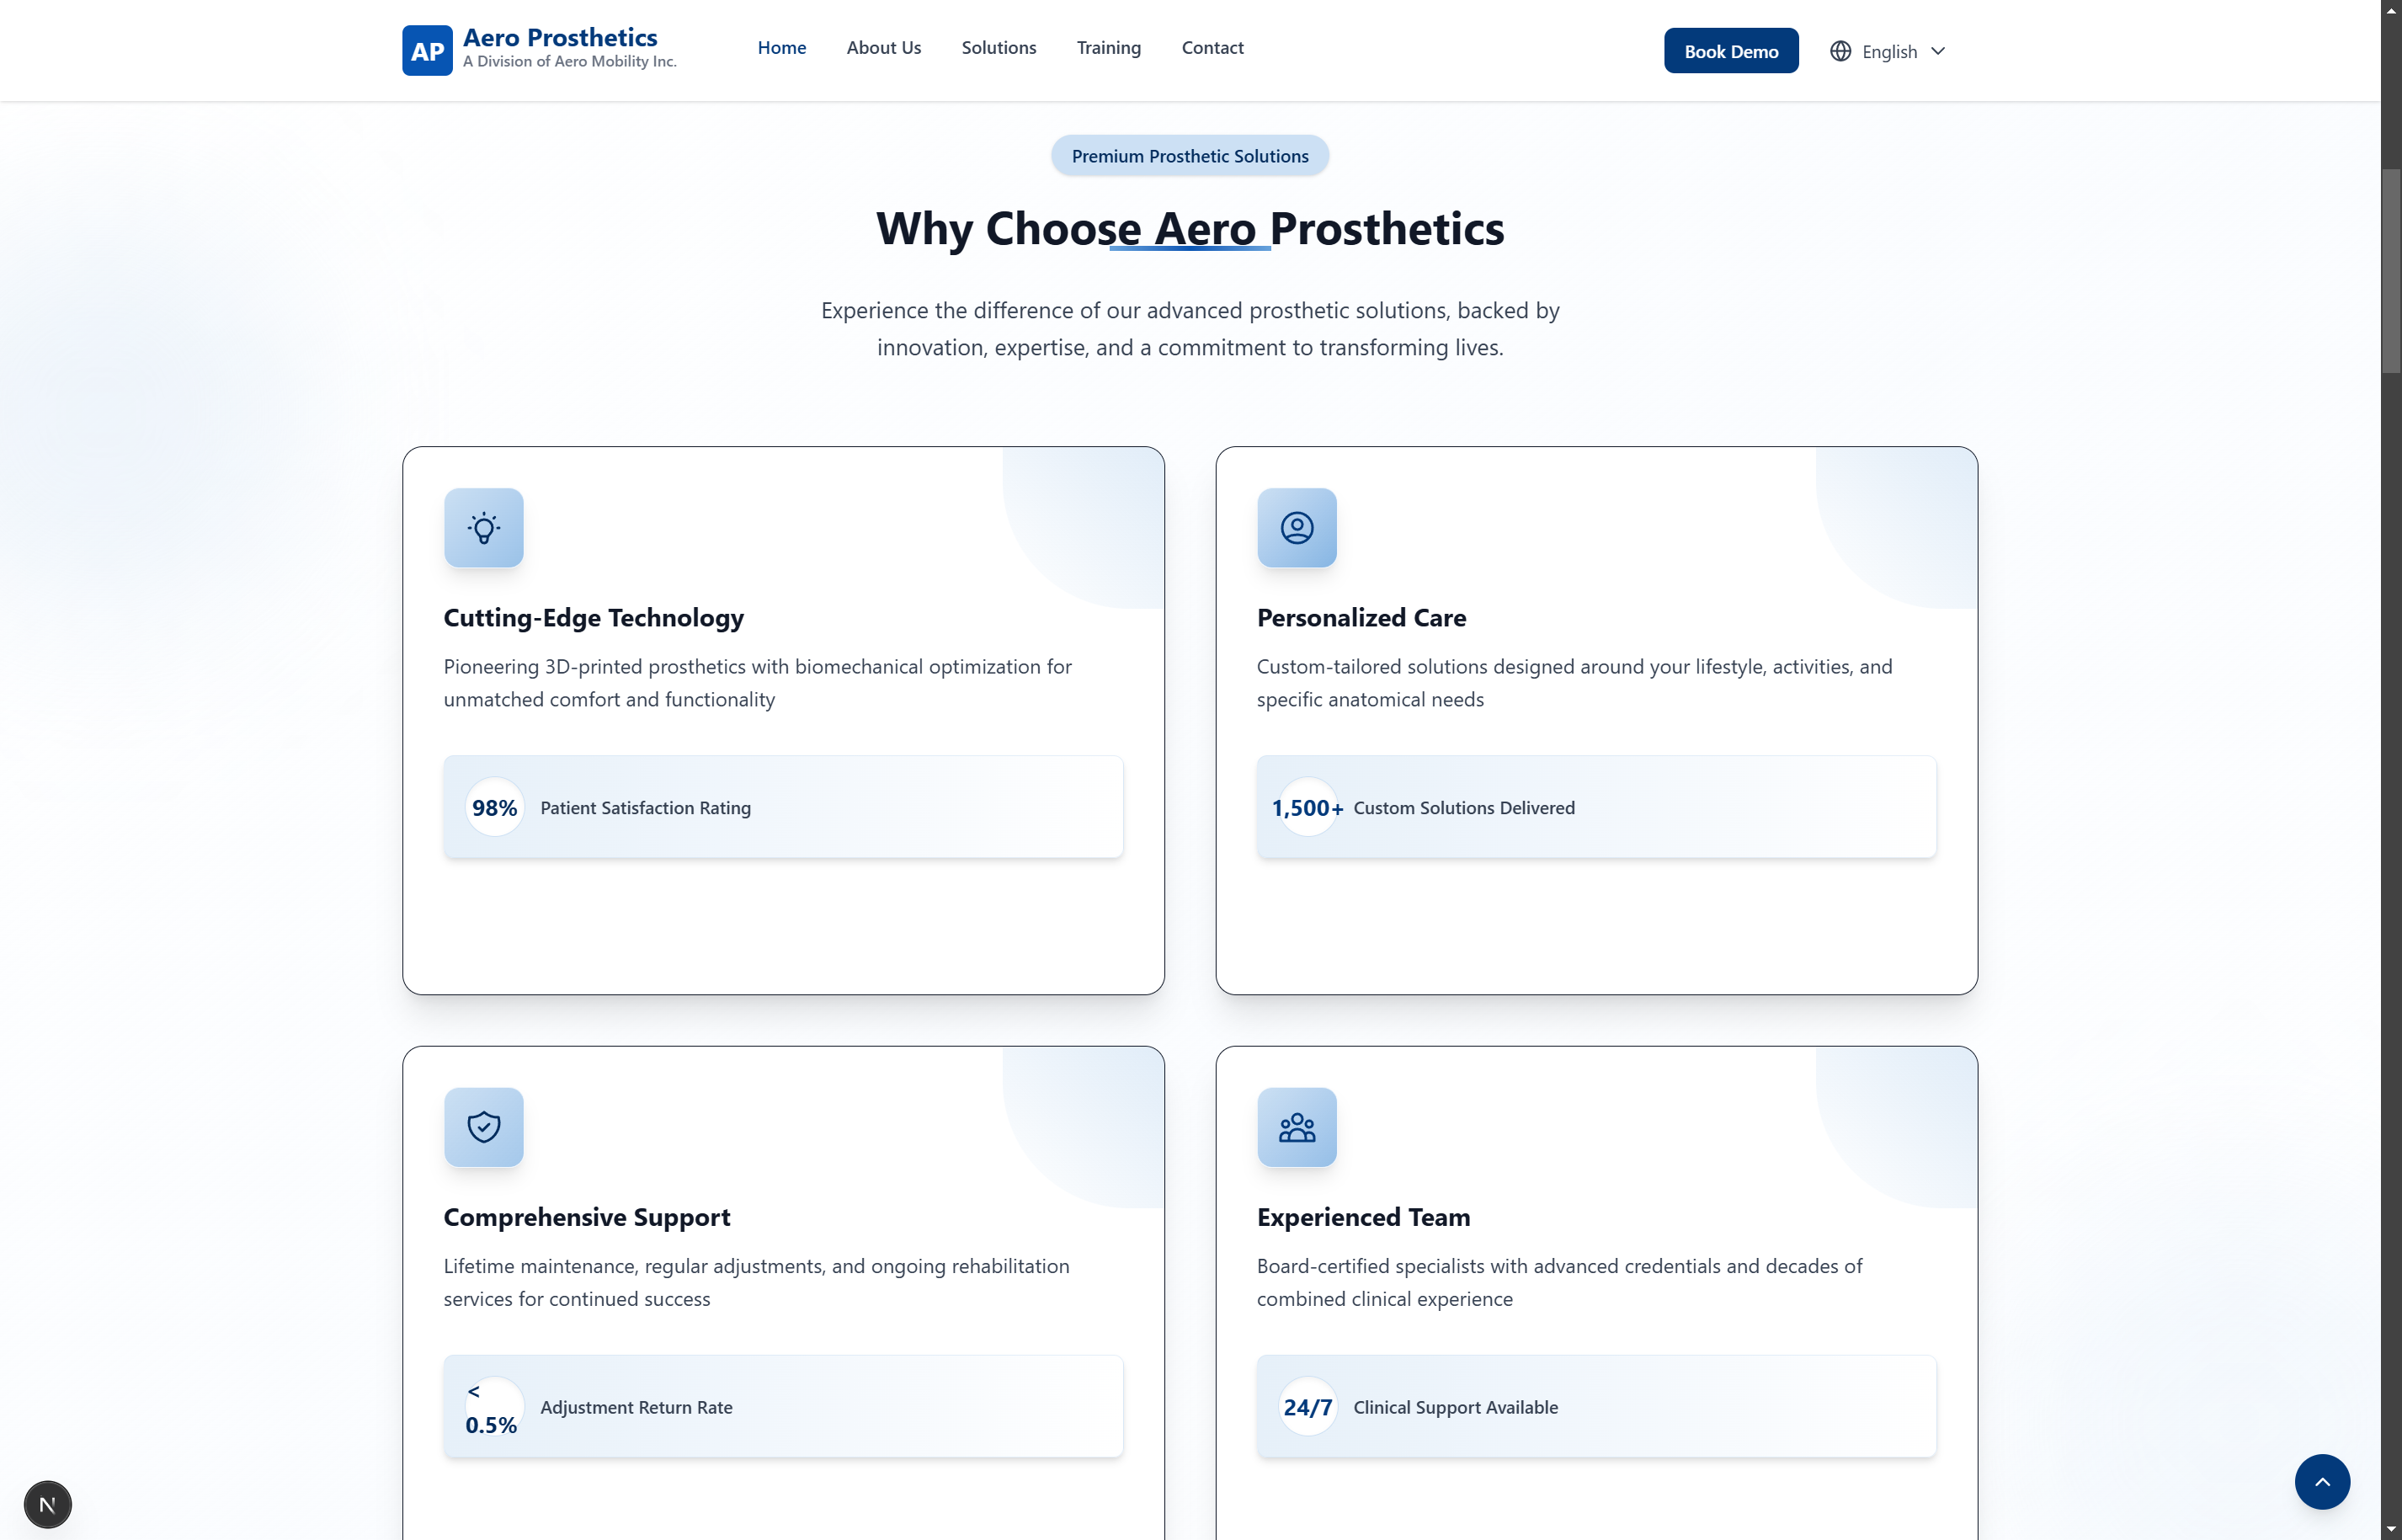 AP
Aero Prosthetics
A Division of Aero Mobility Inc.
Home
About Us
Solutions
Training
Contact
Book Demo
English
Premium Prosthetic Solutions
Why Choose Aero Prosthetics
Experience the difference of our advanced prosthetic solutions, backed by
innovation, expertise, and a commitment to transforming lives.
Cutting-Edge Technology
Pioneering 3D-printed prosthetics with biomechanical optimization for
unmatched comfort and functionality
98%
Patient Satisfaction Rating
Personalized Care
Custom-tailored solutions designed around your lifestyle, activities, and
specific anatomical needs
1,500+
Custom Solutions Delivered
Comprehensive Support
Lifetime maintenance, regular adjustments, and ongoing rehabilitation
services for continued success
<
0.5%
Adjustment Return Rate
Experienced Team
Board-certified specialists with advanced credentials and decades of
combined clinical experience
24/7
Clinical Support Available
N